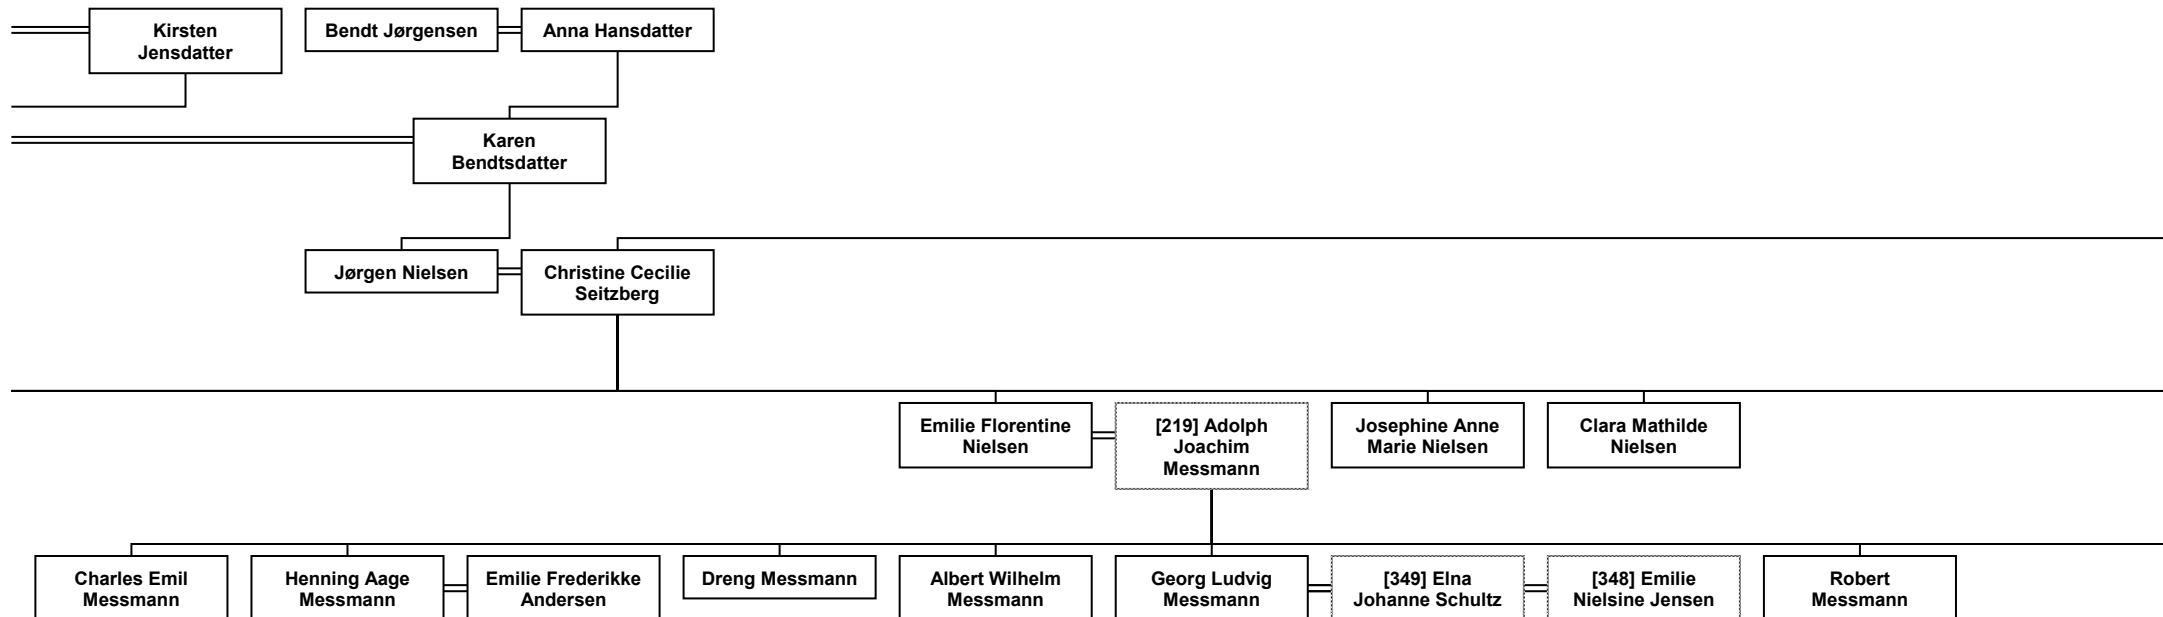 Kirsten
Jensdatter
Bendt Jørgensen
Anna Hansdatter
Karen
Bendtsdatter
Jørgen Nielsen
Christine Cecilie
Seitzberg
Emilie Florentine
Nielsen
[219] Adolph
Joachim
Messmann
Josephine Anne
Marie Nielsen
Clara Mathilde
Nielsen
Charles Emil
Messmann
Henning Aage
Messmann
Emilie Frederikke
Andersen
Dreng Messmann
Albert Wilhelm
Messmann
Georg Ludvig
Messmann
[349] Elna
Johanne Schultz
[348] Emilie
Nielsine Jensen
Robert
Messmann